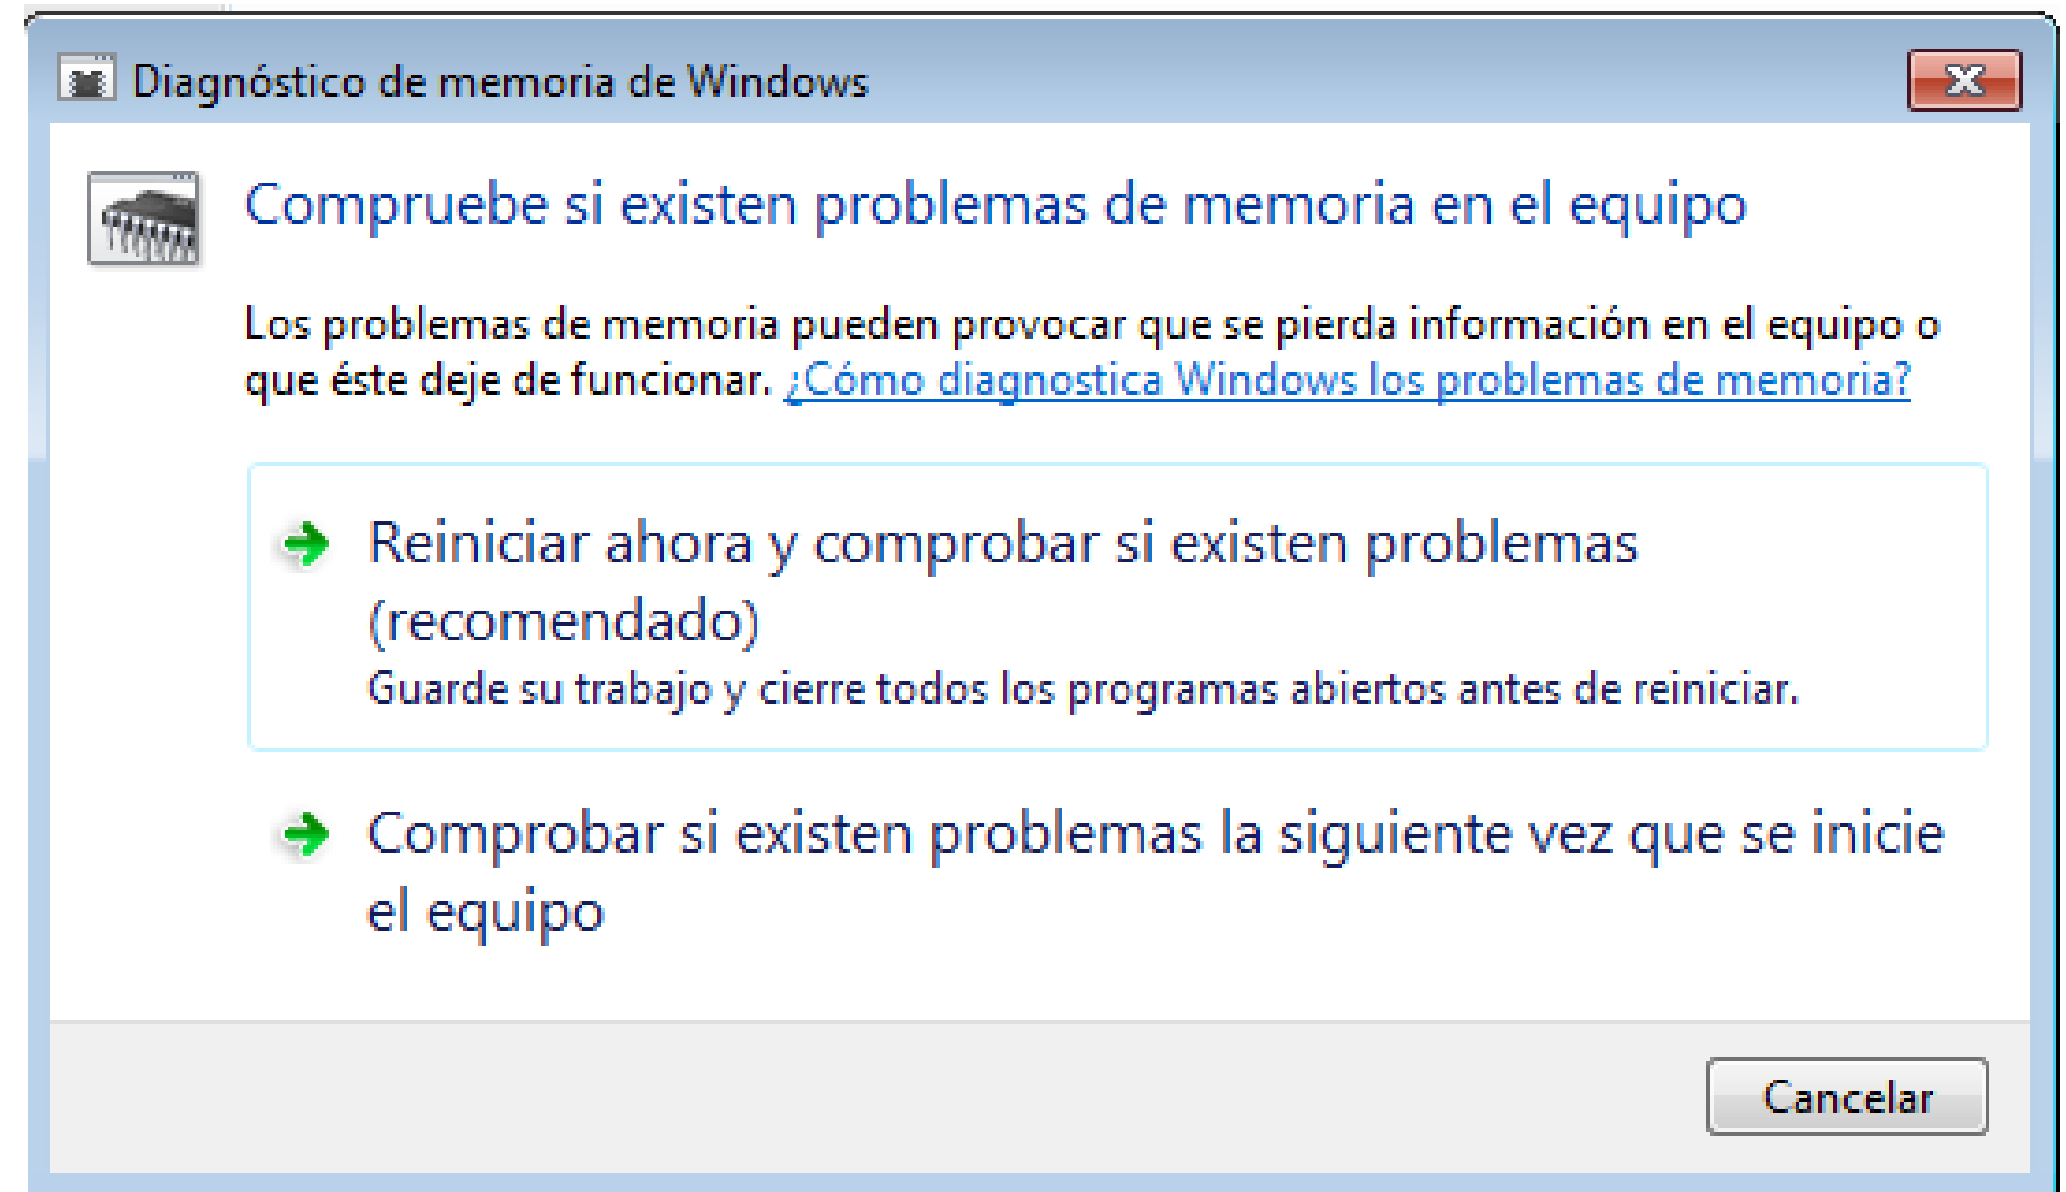 Diagnóstico de memoria de Windows
Compruebe si existen problemas de memoria en el equipo
Los problemas de memoria pueden provocar que se pierda información en el equipo o
que éste deje de funcionar. ¿Cómo diagnostica Windows los problemas de memoria?
Reiniciar ahora y comprobar si existen problemas
(recomendado)
Guarde su trabajo y cierre todos los programas abiertos antes de reiniciar.
Comprobar si existen problemas la siguiente vez que se inicie
el equipo
Cancelar